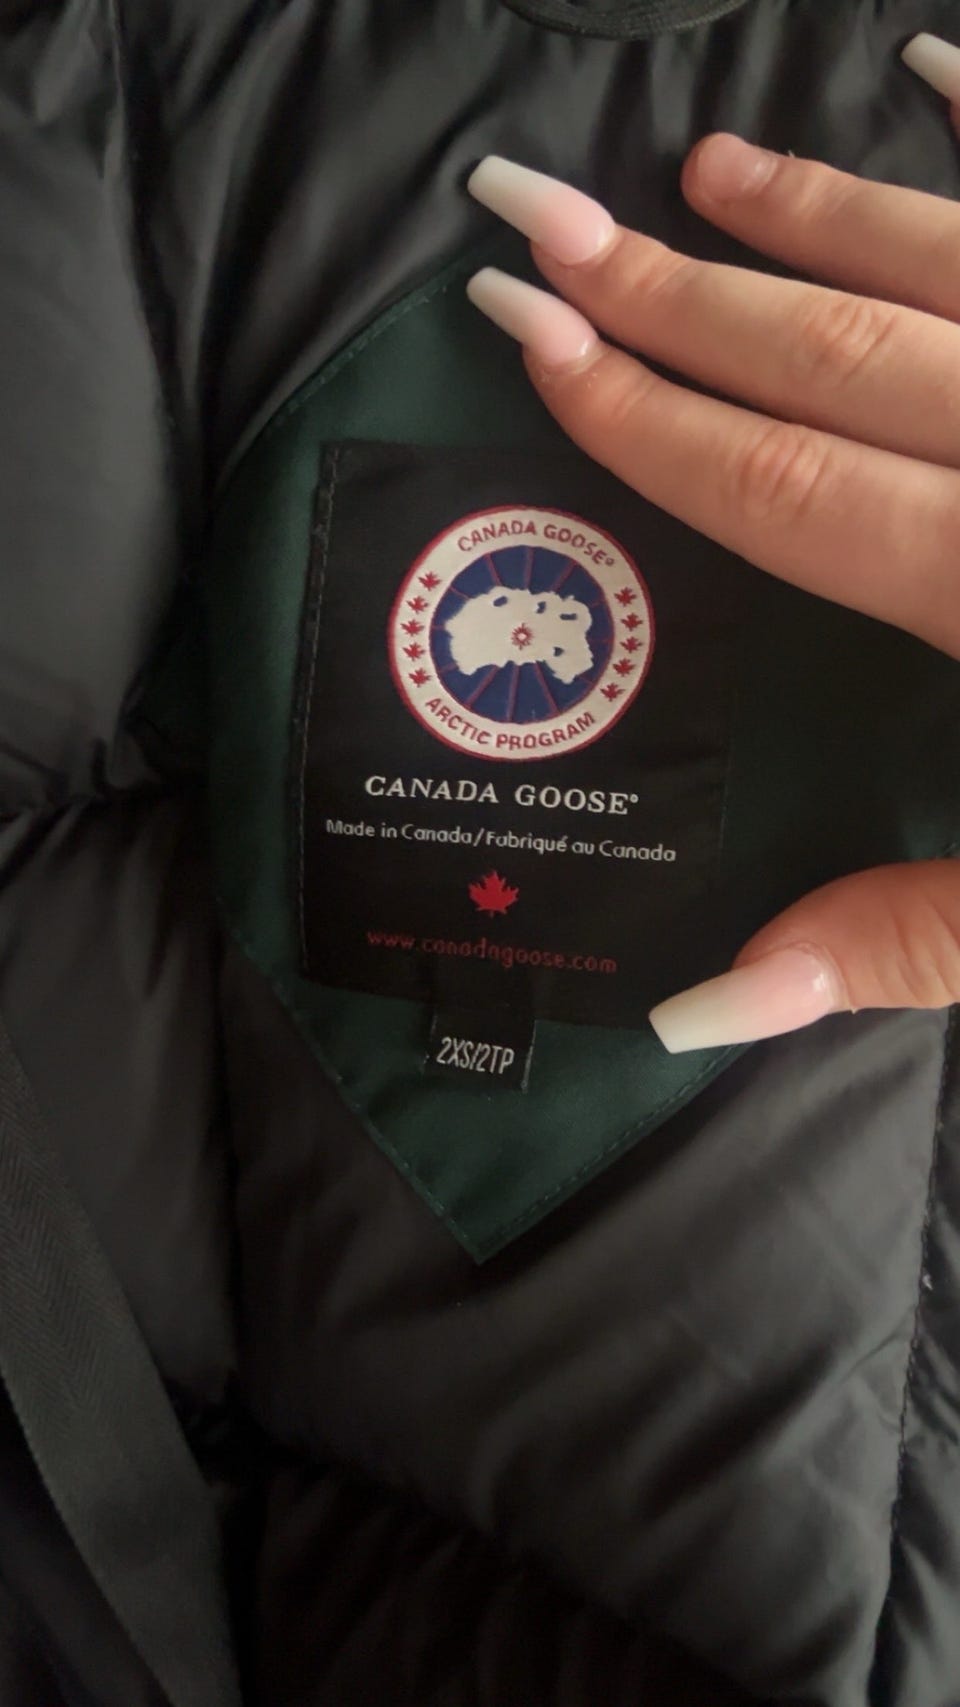 CANADA GOOSE®
ARCTIC PROGRAM
CANADA GOOSE®
Made in Canada/Fabriqué au Canada
www.canadagoose.com
2XS/2TP